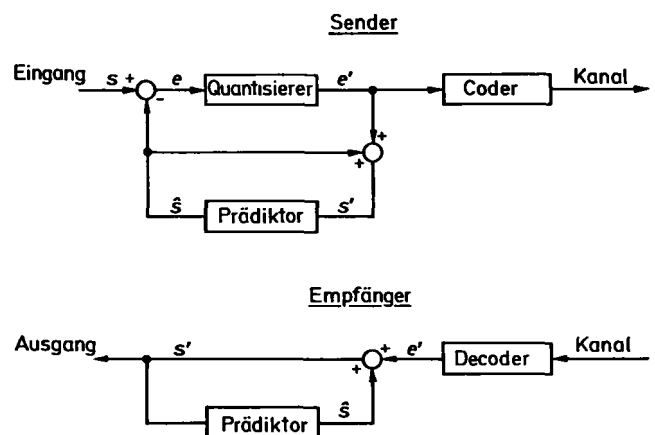 Sender
Eingang s + e Quantisierer e' Coder Kanal
-
+
+
ŝ Prädiktor s'
Empfänger
Ausgang s' + e' Decoder Kanal
+
Prädiktor ŝ